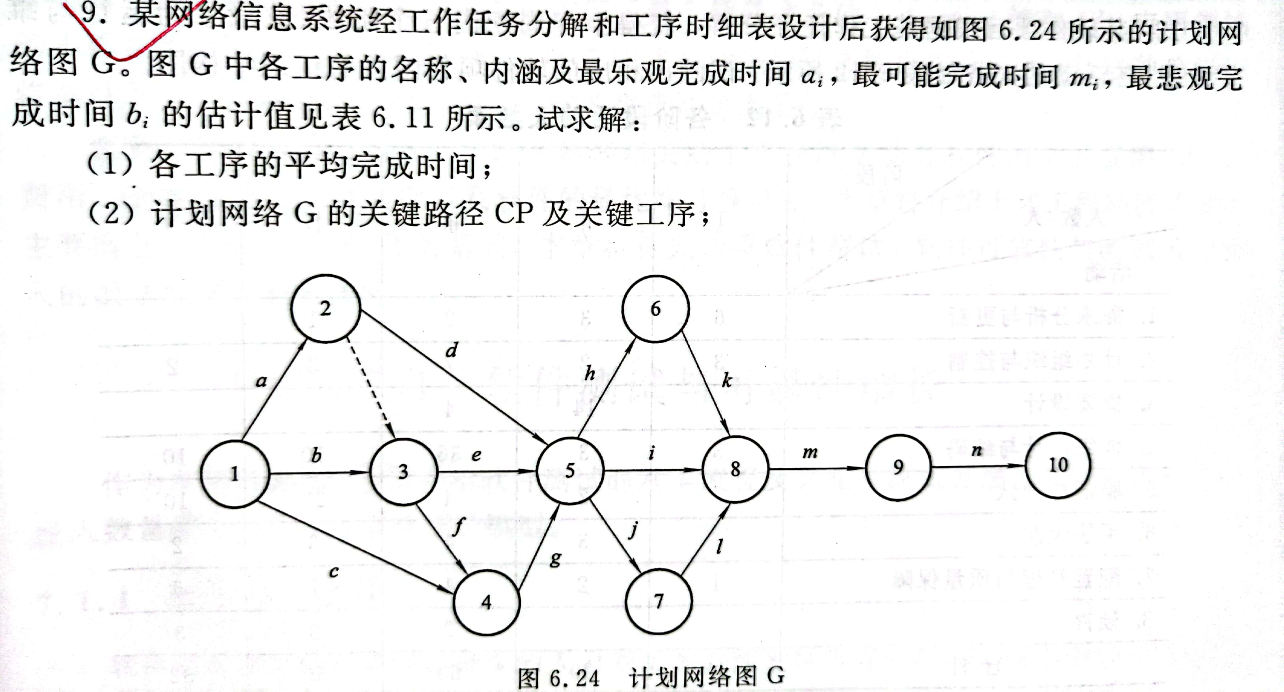 9. 某网络信息系统经工作任务分解和工序时细表设计后获得如图 6.24 所示的计划网
络图 G。图 G 中各工序的名称、内涵及最乐观完成时间 aᵢ,最可能完成时间 mᵢ,最悲观完
成时间 bᵢ 的估计值见表 6.11 所示。试求解:
(1) 各工序的平均完成时间;
(2) 计划网络 G 的关键路径 CP 及关键工序;
2
6
d
a
h
k
1
b
3
e
5
i
8
m
9
n
10
f
j
c
g
l
4
7
图 6.24 计划网络图 G